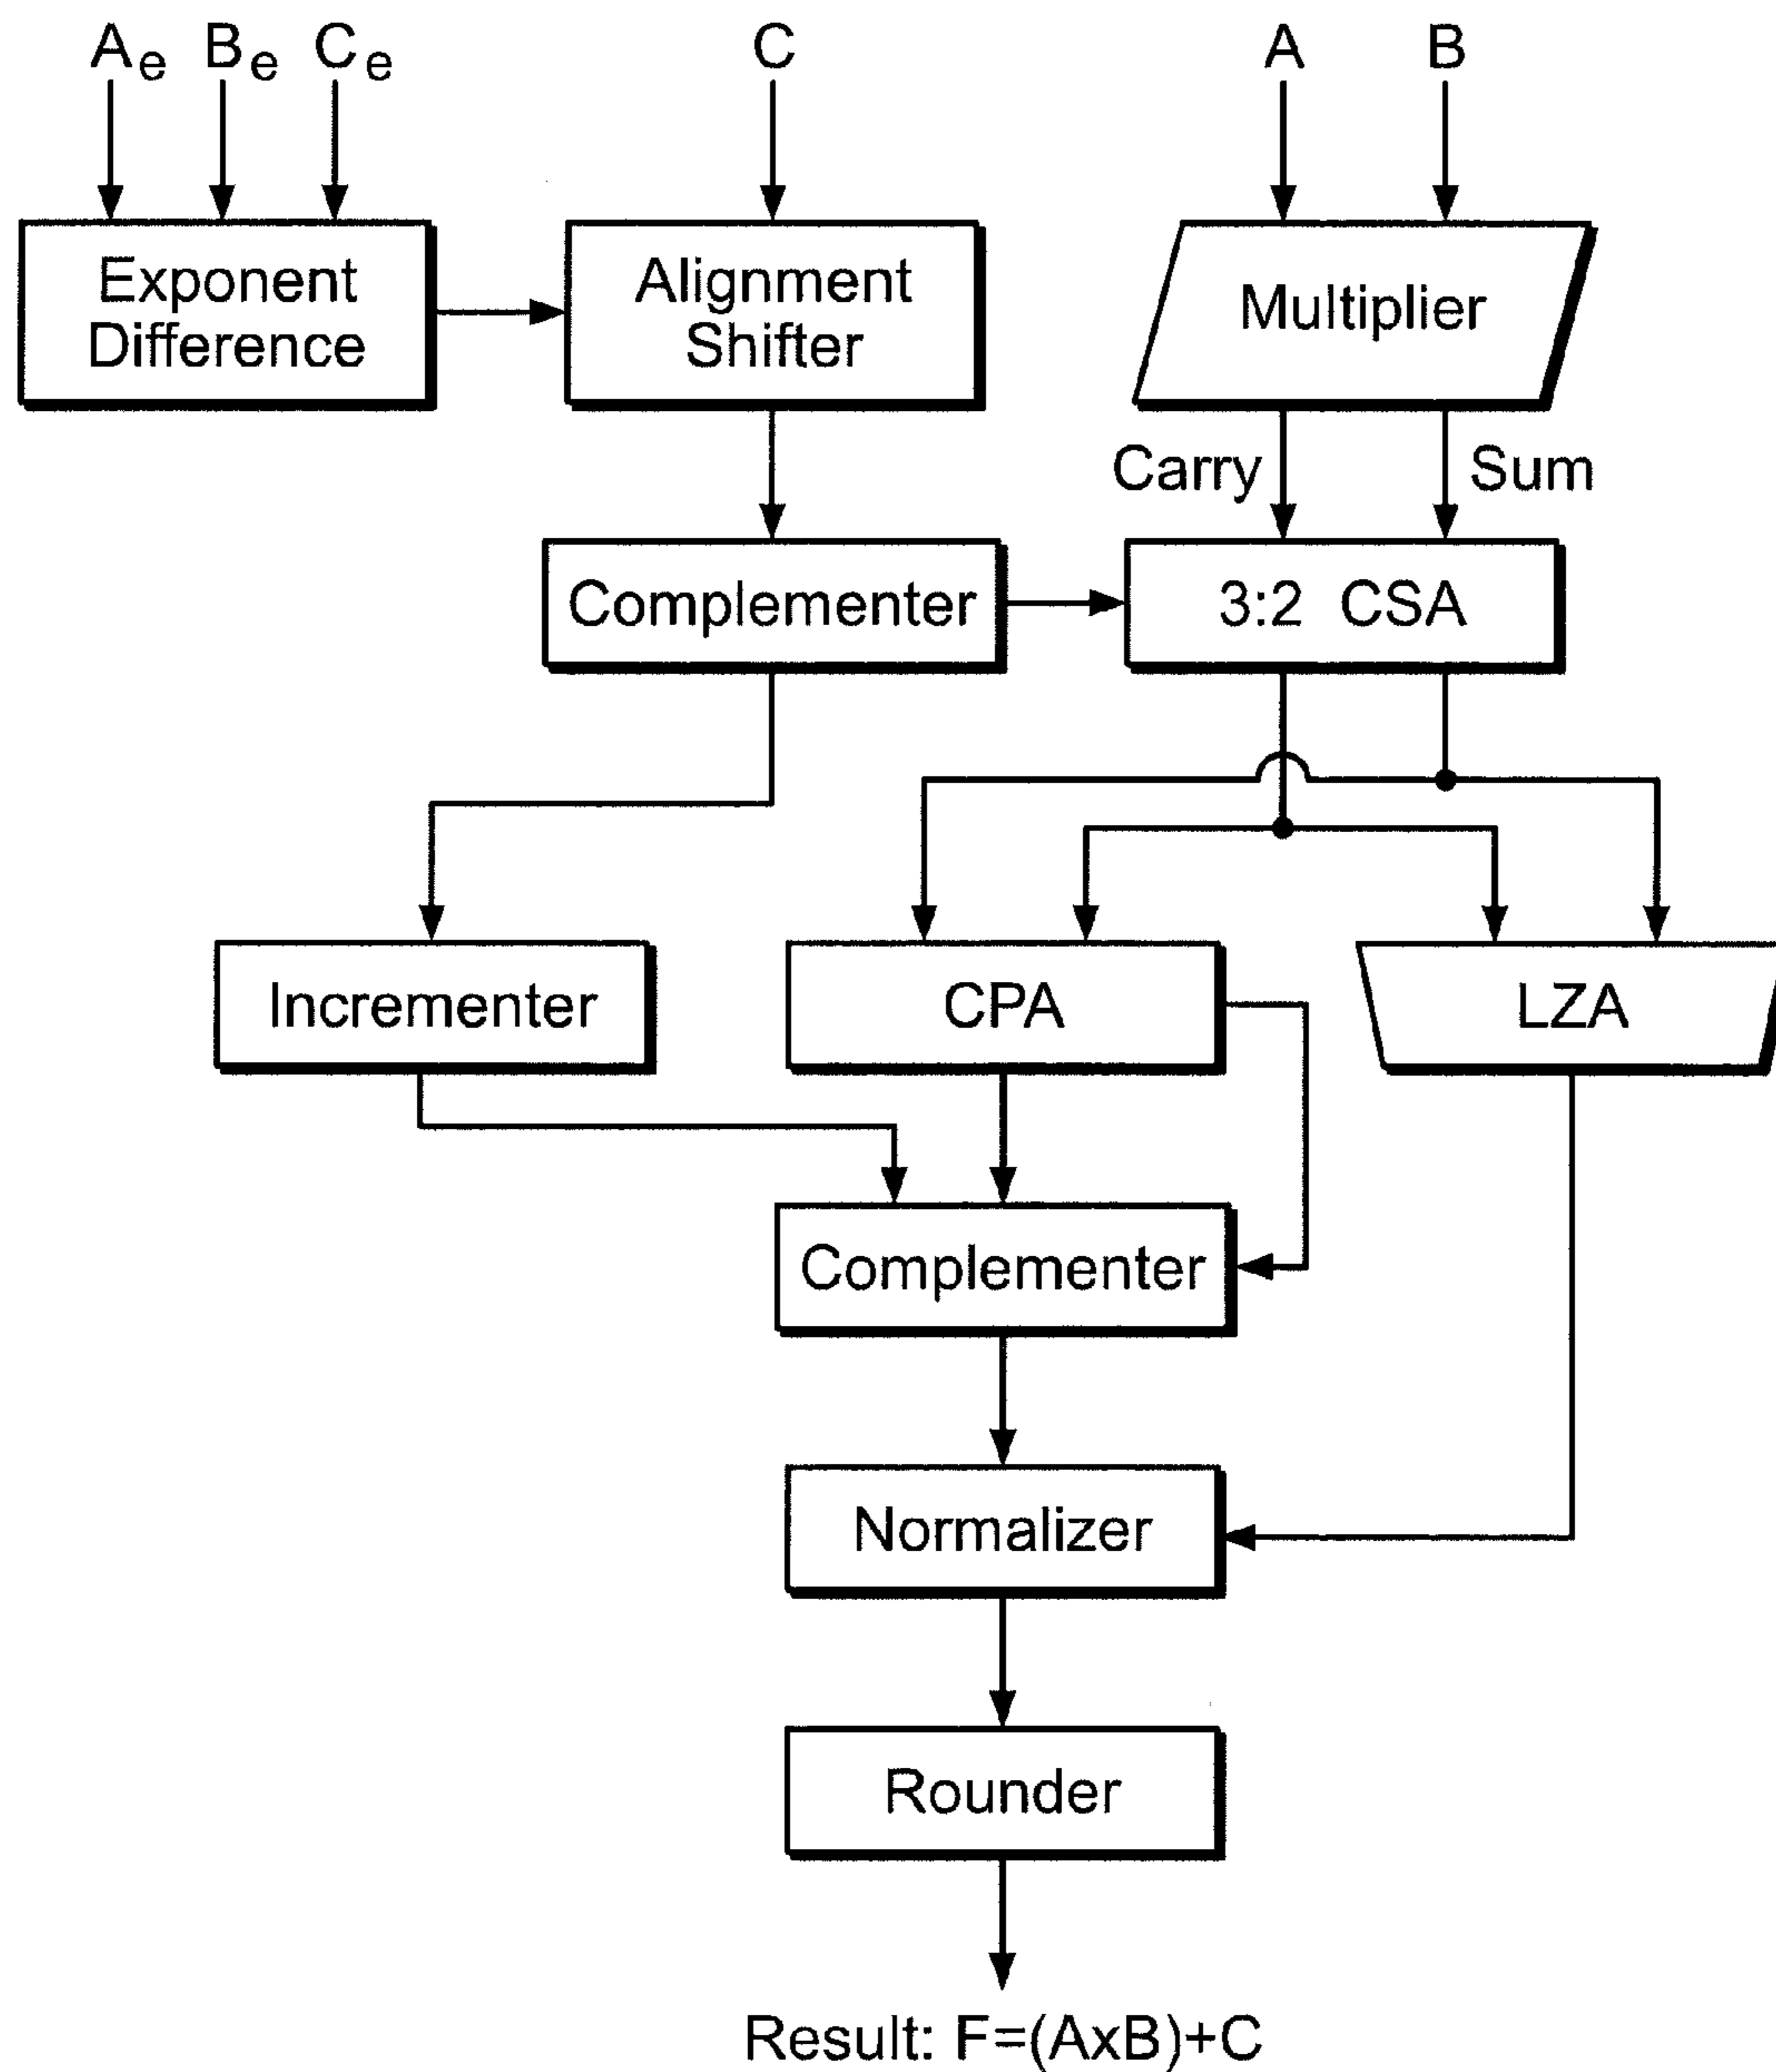 Ae Be Ce C A B
Exponent
Difference
Alignment
Shifter
Multiplier
Carry Sum
Complementer
3:2 CSA
Incrementer
CPA
LZA
Complementer
Normalizer
Rounder
Result: F=(AxB)+C